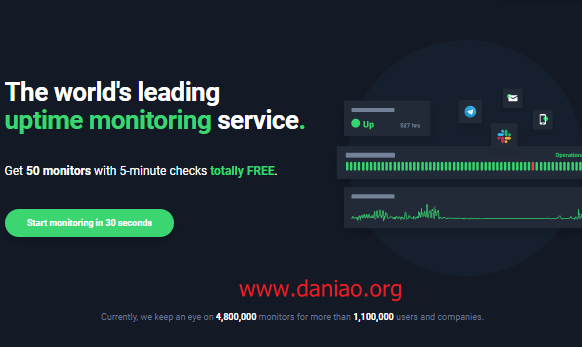 The world's leading
uptime monitoring service.
Get 50 monitors with 5-minute checks totally FREE.
Start monitoring in 30 seconds
Up
527 hrs
Operation
www.daniao.org
Currently, we keep an eye on 4,800,000 monitors for more than 1,100,000 users and companies.